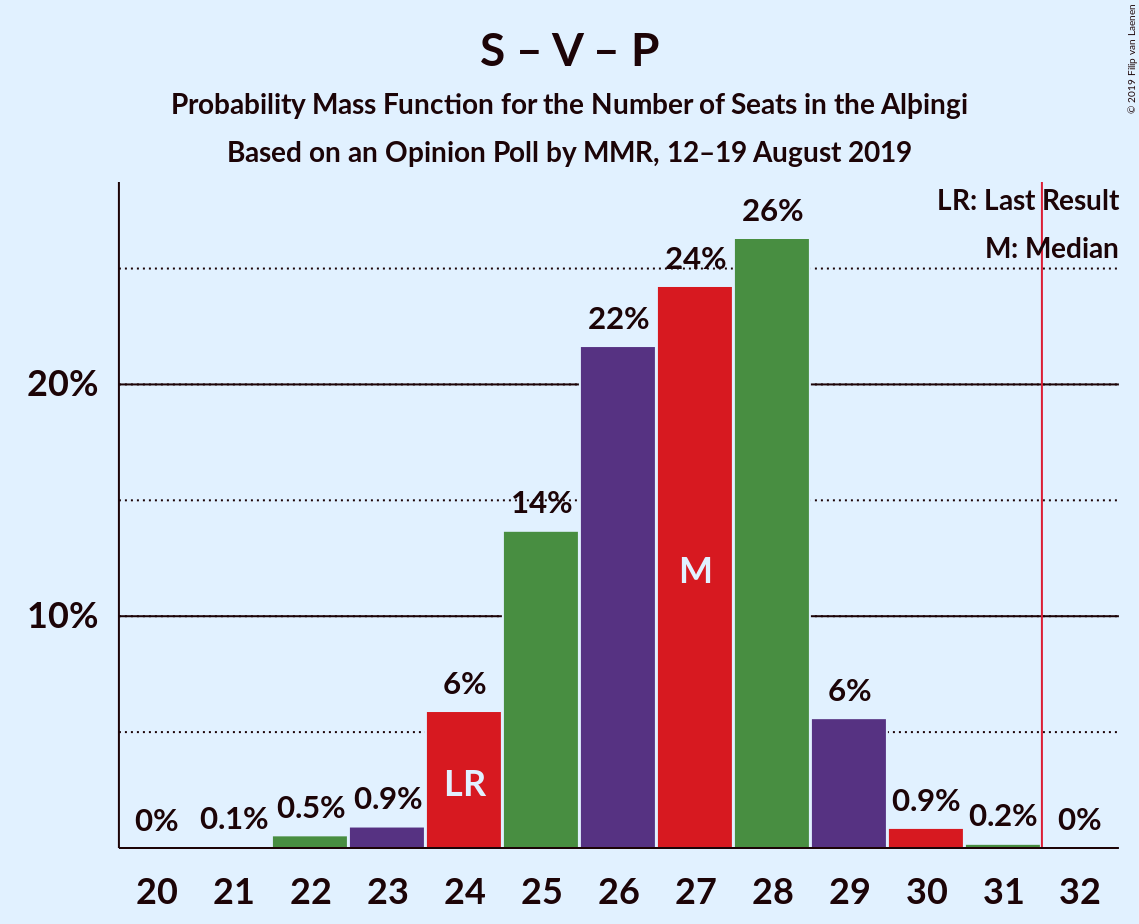 S – V – P
Probability Mass Function for the Number of Seats in the Alþingi
Based on an Opinion Poll by MMR, 12–19 August 2019
© 2019 Filip van Laenen
LR: Last Result
M: Median
26%
24%
22%
20%
14%
M
10%
6%
6%
LR
0%
0.1%
0.5%
0.9%
0.9%
0.2%
0%
20 21 22 23 24 25 26 27 28 29 30 31 32